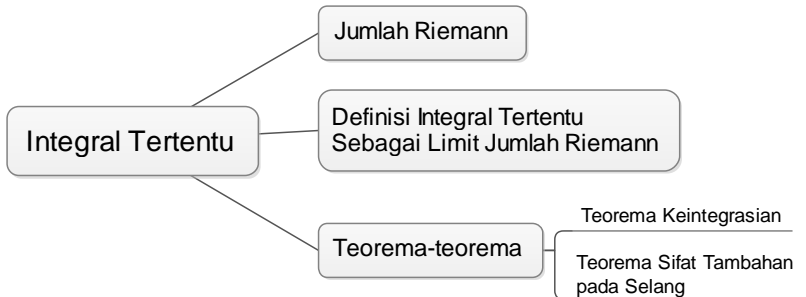 Jumlah Riemann
Integral Tertentu
Definisi Integral Tertentu
Sebagai Limit Jumlah Riemann
Teorema-teorema
Teorema Keintegrasian
Teorema Sifat Tambahan
pada Selang